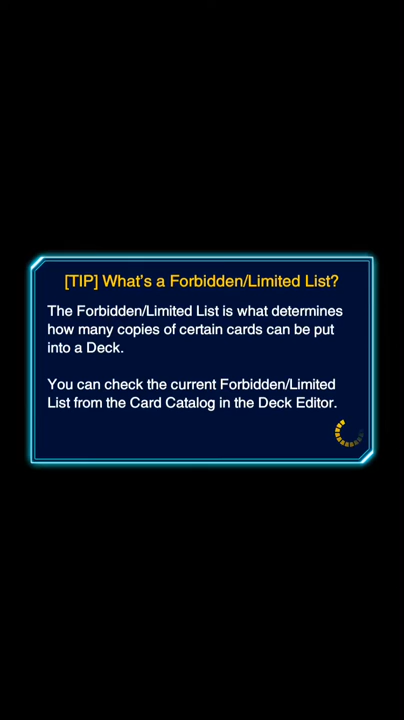 [TIP] What's a Forbidden/Limited List?
The Forbidden/Limited List is what determines
how many copies of certain cards can be put
into a Deck.
You can check the current Forbidden/Limited
List from the Card Catalog in the Deck Editor.